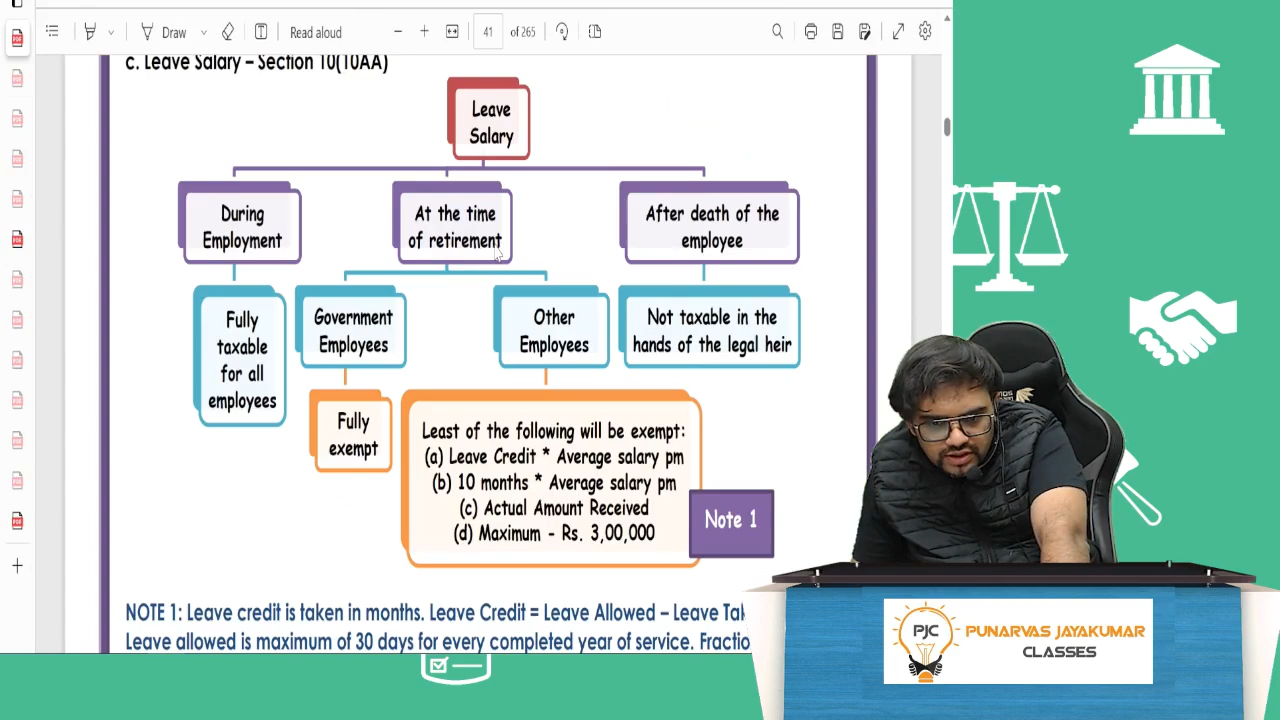 Draw
Read aloud
41
of 265
c. Leave Salary – Section 10(10AA)
Leave
Salary
During
Employment
At the time
of retirement
After death of the
employee
Fully
taxable
for all
employees
Government
Employees
Other
Employees
Not taxable in the
hands of the legal heir
Fully
exempt
Least of the following will be exempt:
(a) Leave Credit * Average salary pm
(b) 10 months * Average salary pm
(c) Actual Amount Received
(d) Maximum - Rs. 3,00,000
Note 1
NOTE 1: Leave credit is taken in months. Leave Credit = Leave Allowed – Leave
Leave allowed is maximum of 30 days for every completed year of service.
PJC
PUNARVAS JAYAKUMAR
CLASSES